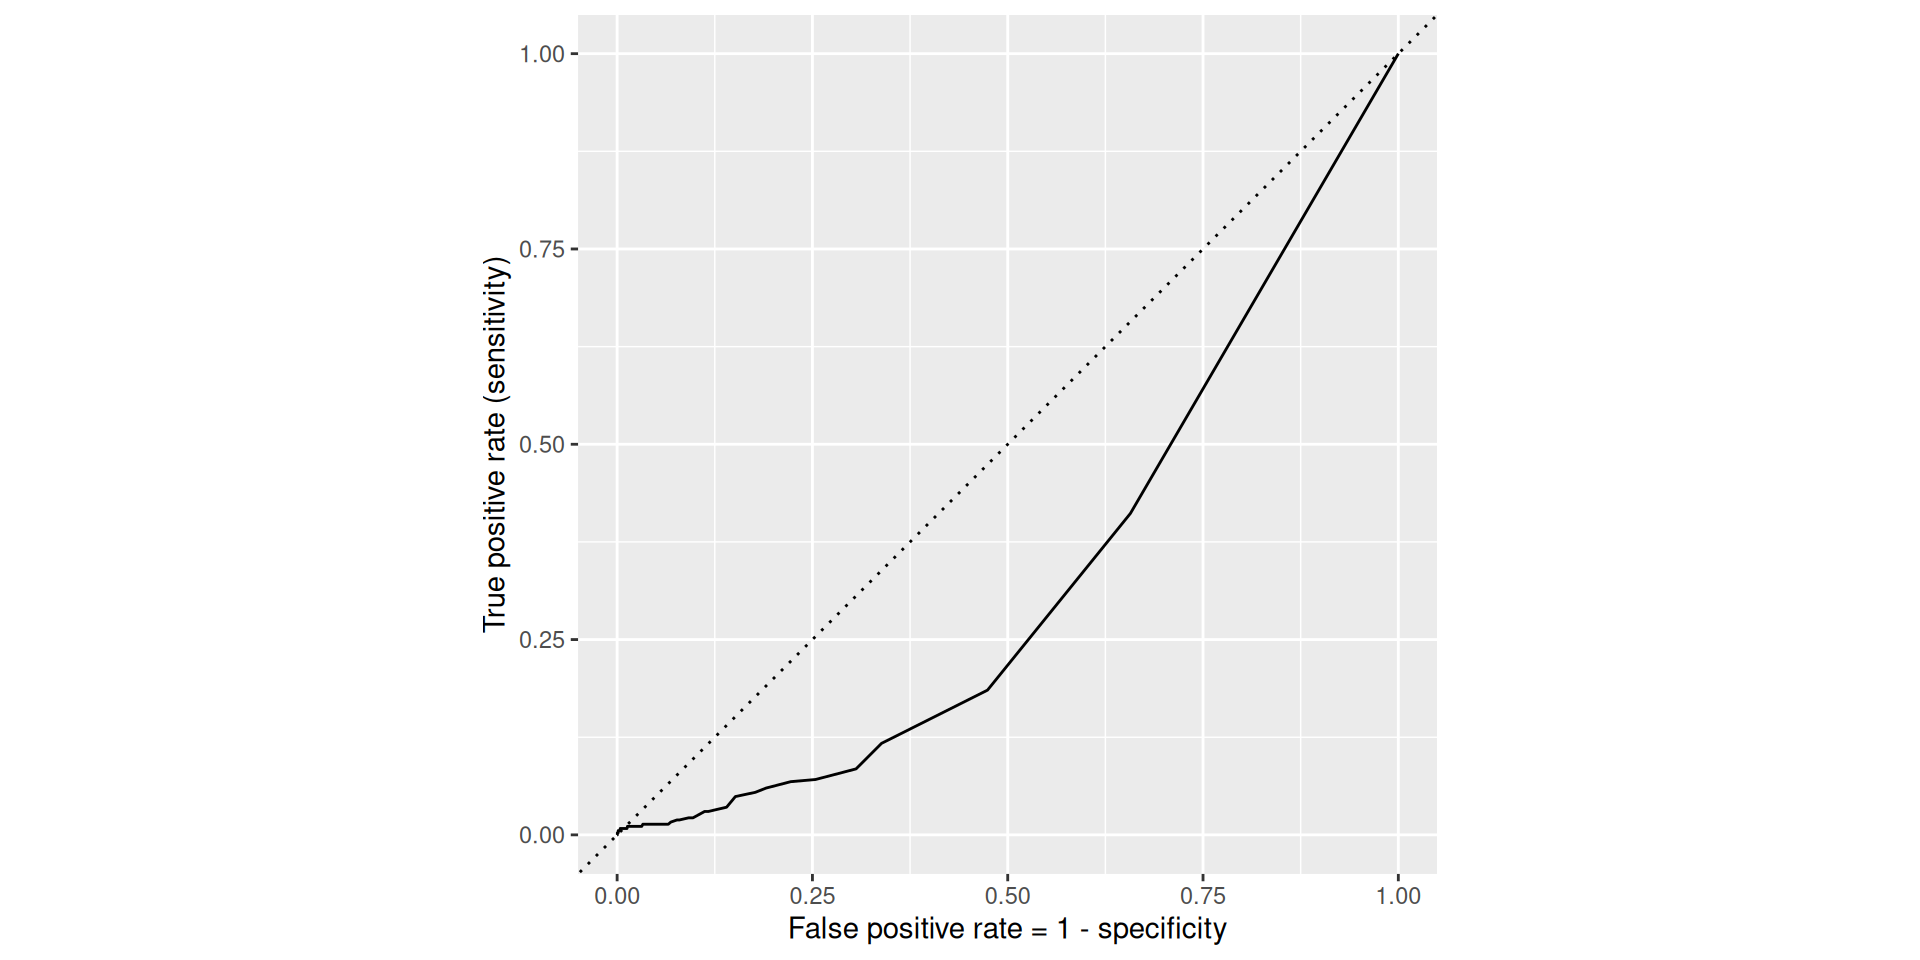 True positive rate (sensitivity)
1.00
0.75
0.50
0.25
0.00
0.00 0.25 0.50 0.75 1.00
False positive rate = 1 - specificity